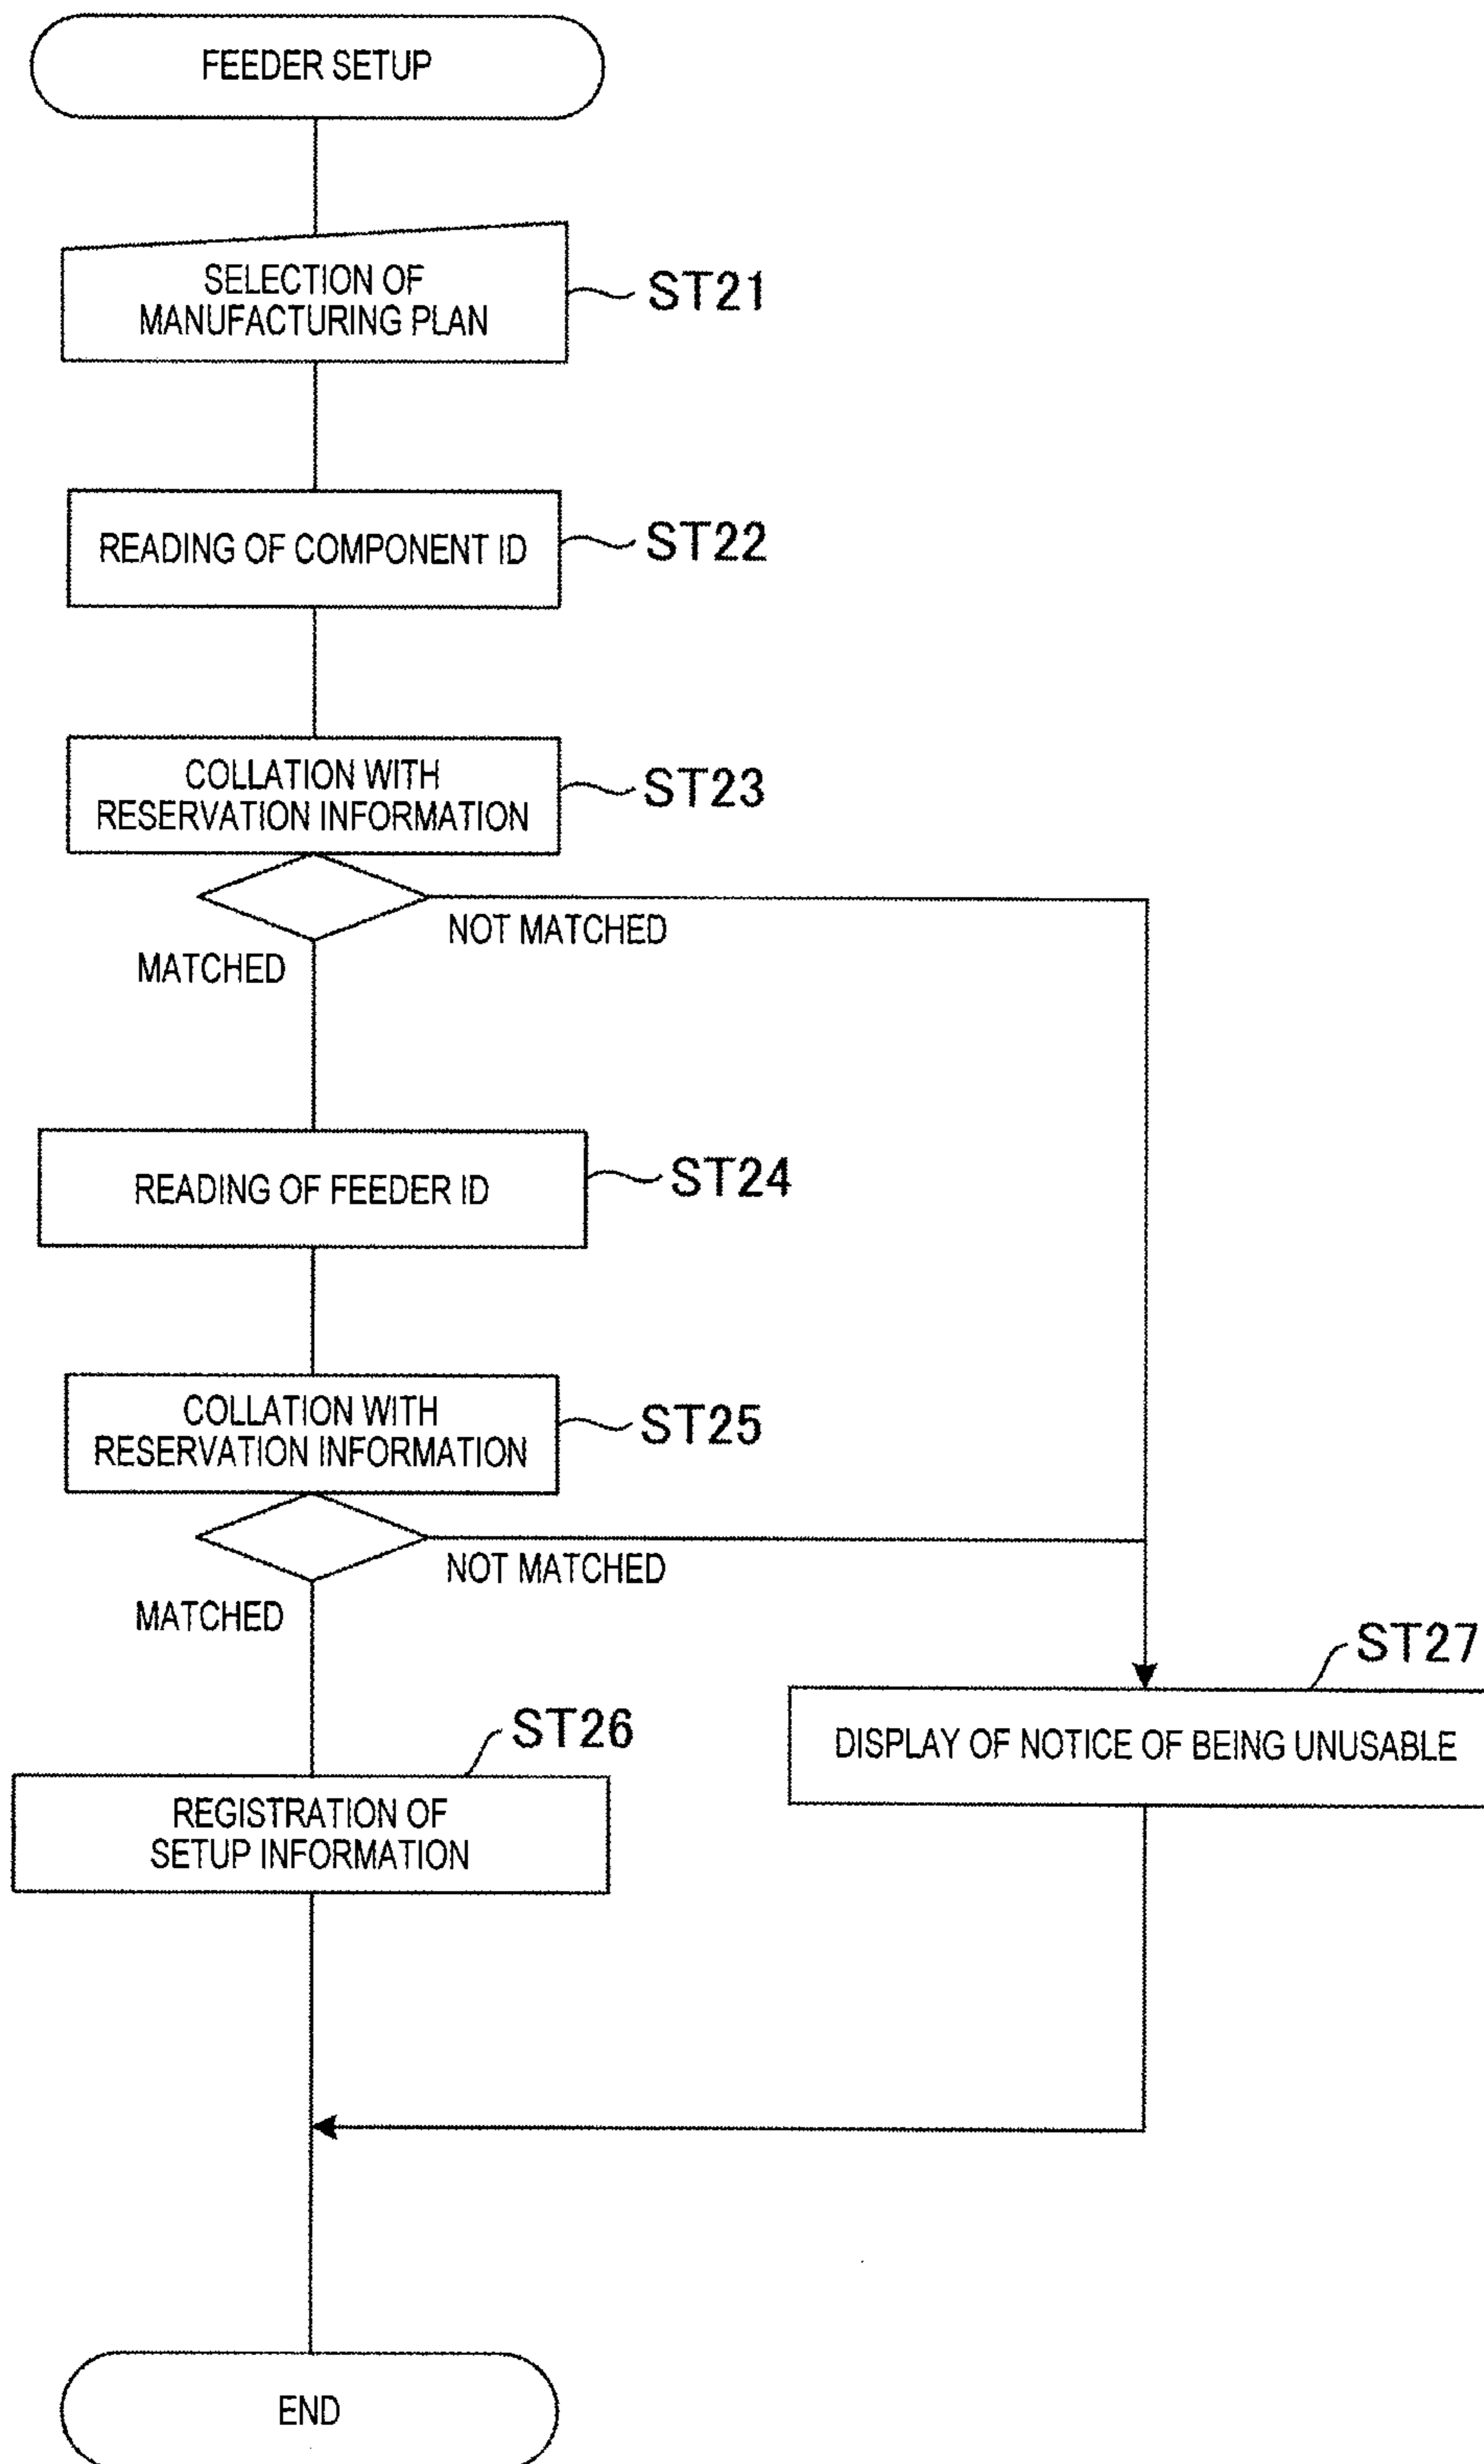 FEEDER SETUP
SELECTION OF
MANUFACTURING PLAN
ST21
READING OF COMPONENT ID
ST22
COLLATION WITH
RESERVATION INFORMATION
ST23
NOT MATCHED
MATCHED
READING OF FEEDER ID
ST24
COLLATION WITH
RESERVATION INFORMATION
ST25
NOT MATCHED
MATCHED
ST27
DISPLAY OF NOTICE OF BEING UNUSABLE
ST26
REGISTRATION OF
SETUP INFORMATION
END